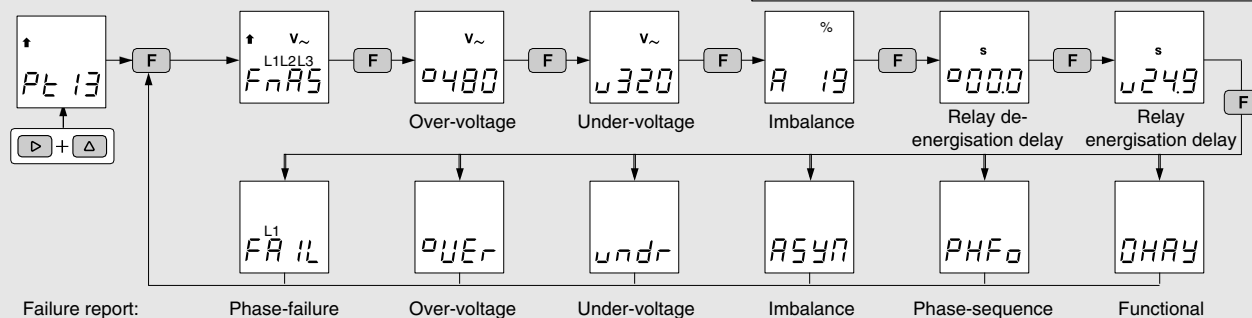 Pt 13
F
V~
L1L2L3
FnAS
F
V~
o480
F
V~
u320
F
%
A 19
F
s
o00.0
F
s
u24.9
F
+
Over-voltage
Under-voltage
Imbalance
Relay de-
energisation delay
Relay
energisation delay
L1
FAIL
oUEr
undr
ASYM
PHFo
OHAY
Failure report:
Phase-failure
Over-voltage
Under-voltage
Imbalance
Phase-sequence
Functional